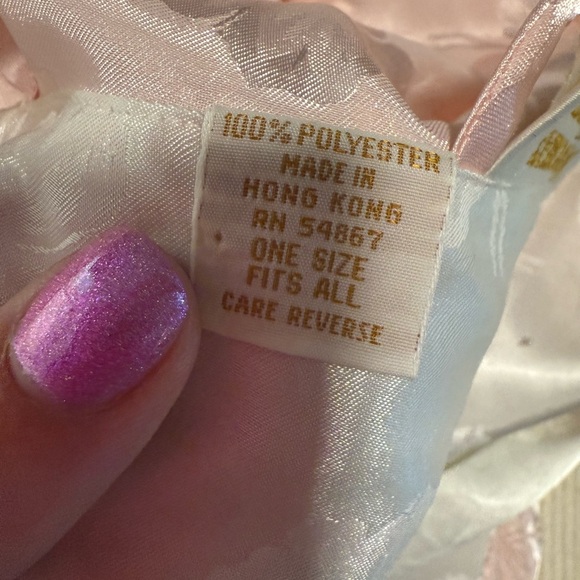 100% POLYESTER
MADE IN
HONG KONG
RN 54867
ONE SIZE
FITS ALL
CARE REVERSE